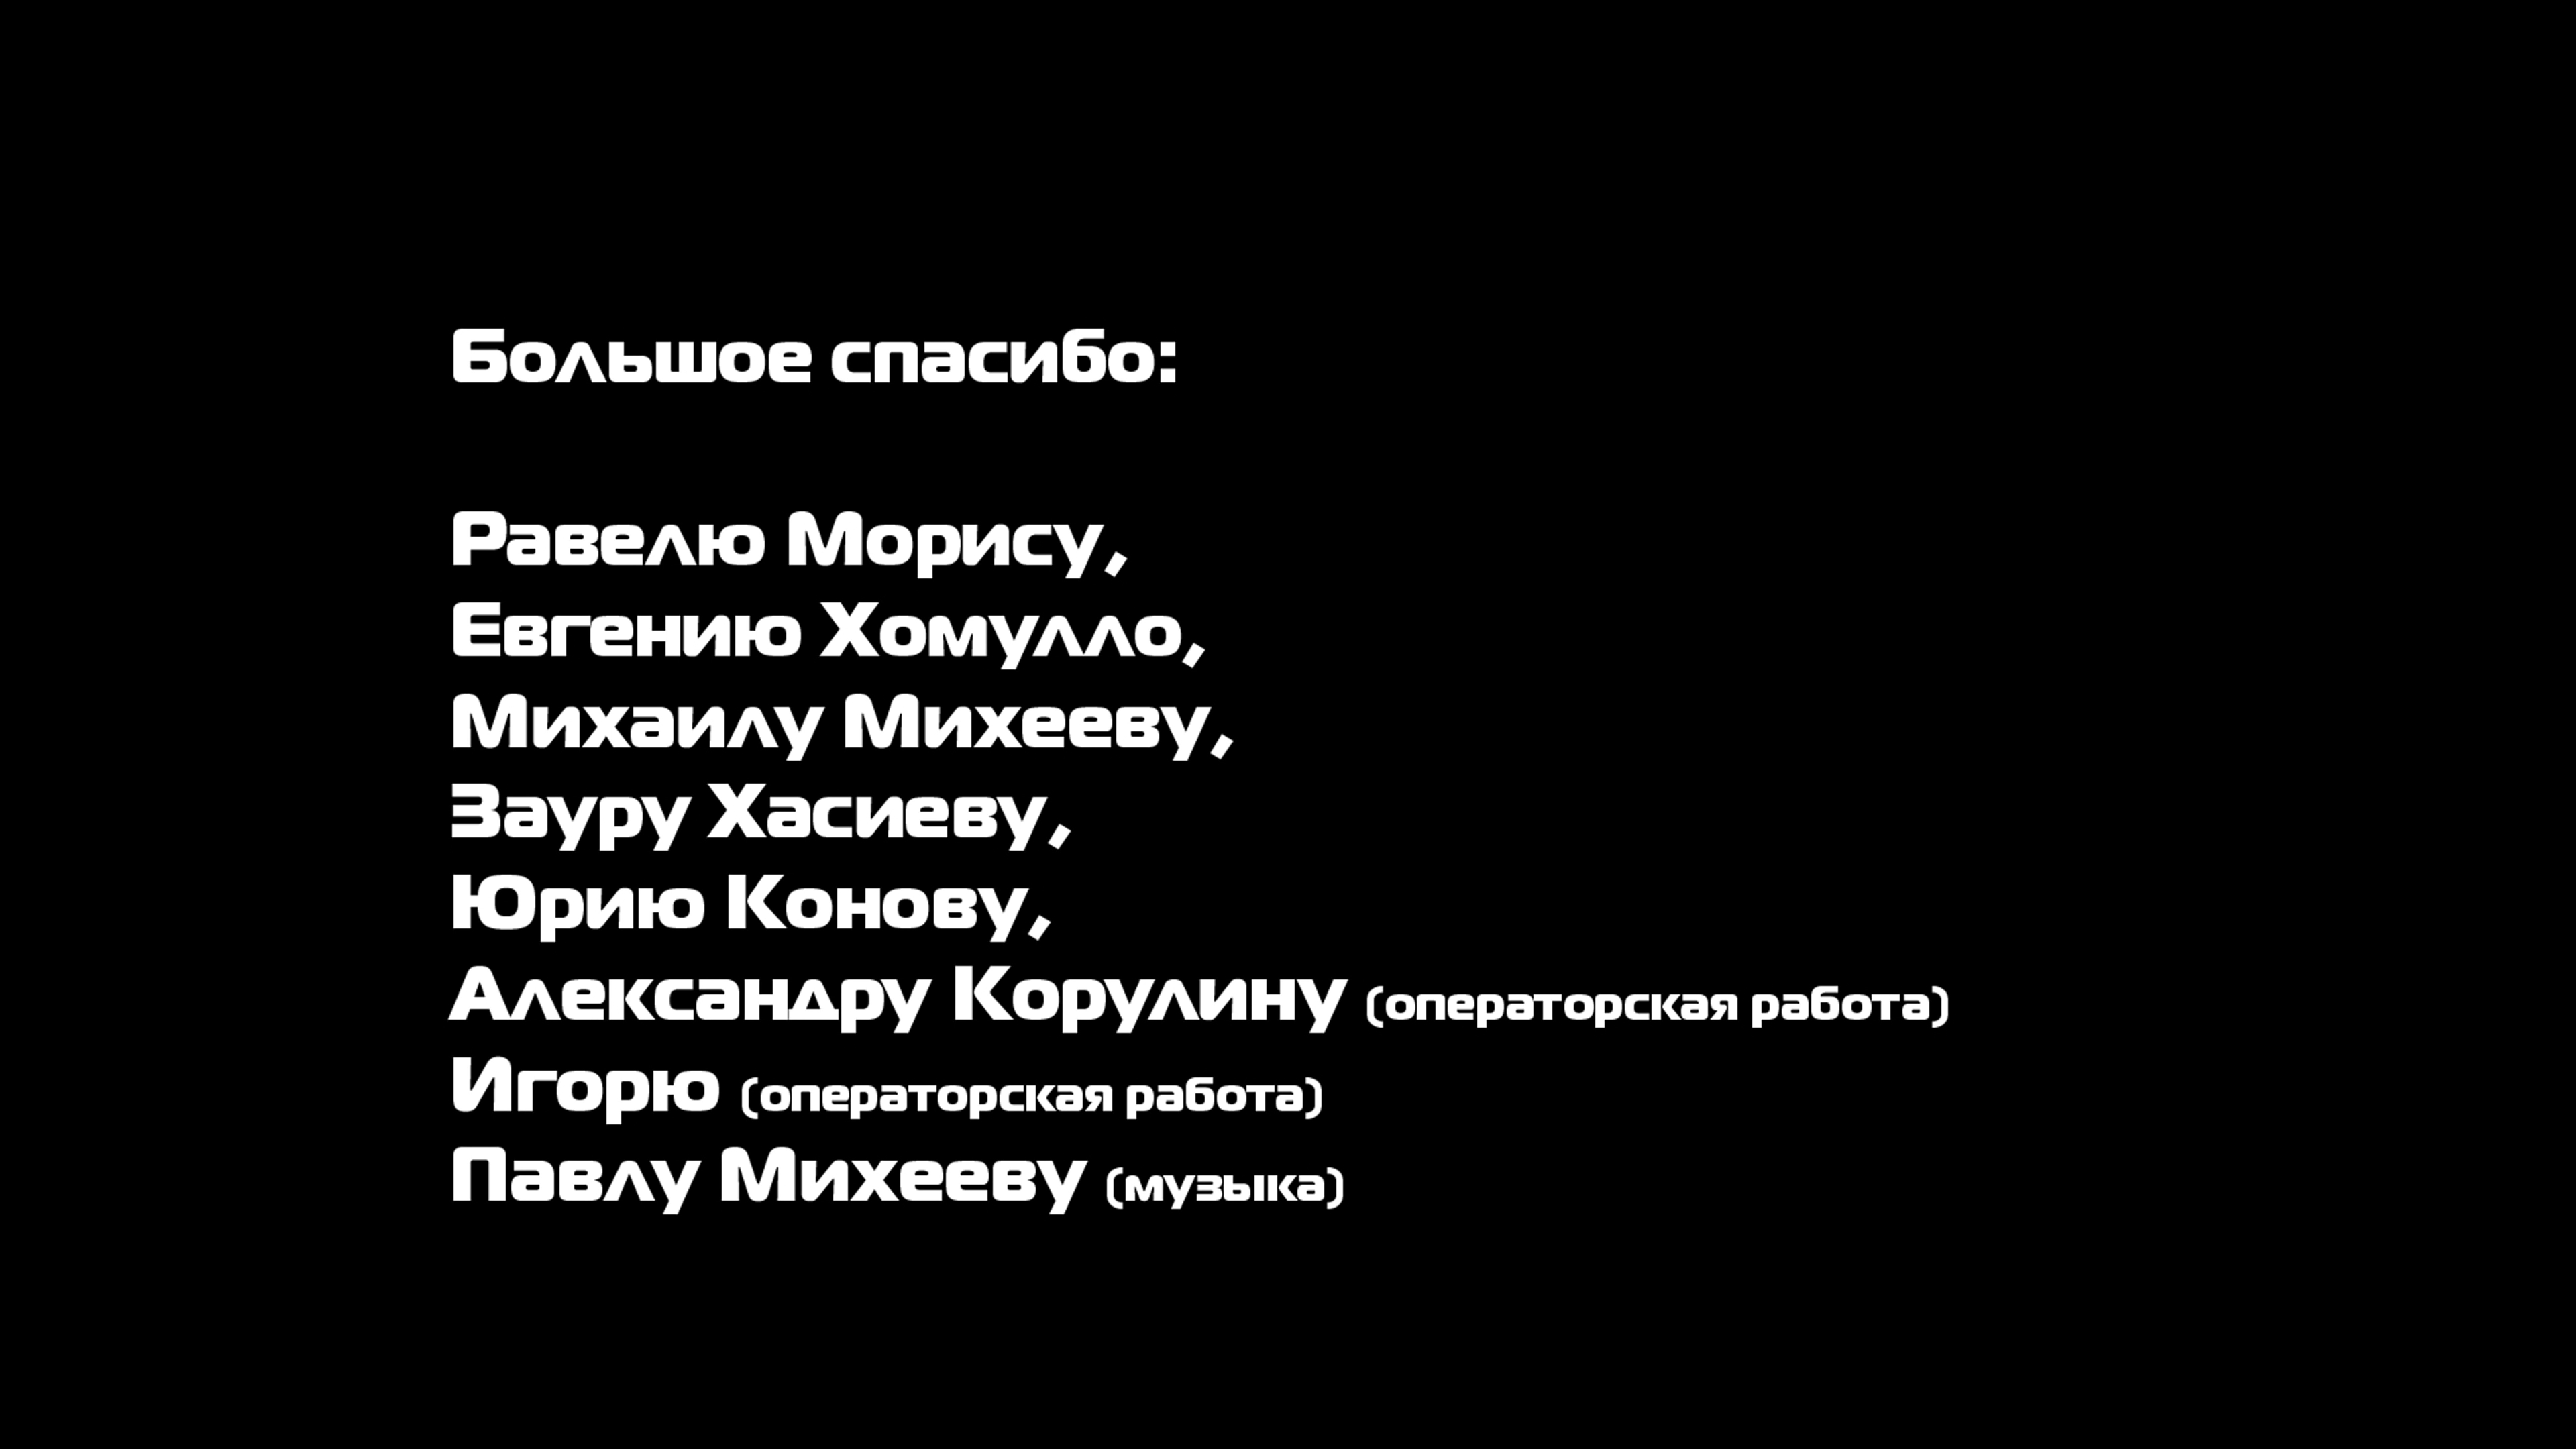 Большое спасибо:
Равелю Морису,
Евгению Хомулло,
Михаилу Михееву,
Зауру Хасиеву,
Юрию Конову,
Александру Корулину (операторская работа)
Игорю (операторская работа)
Павлу Михееву (музыка)